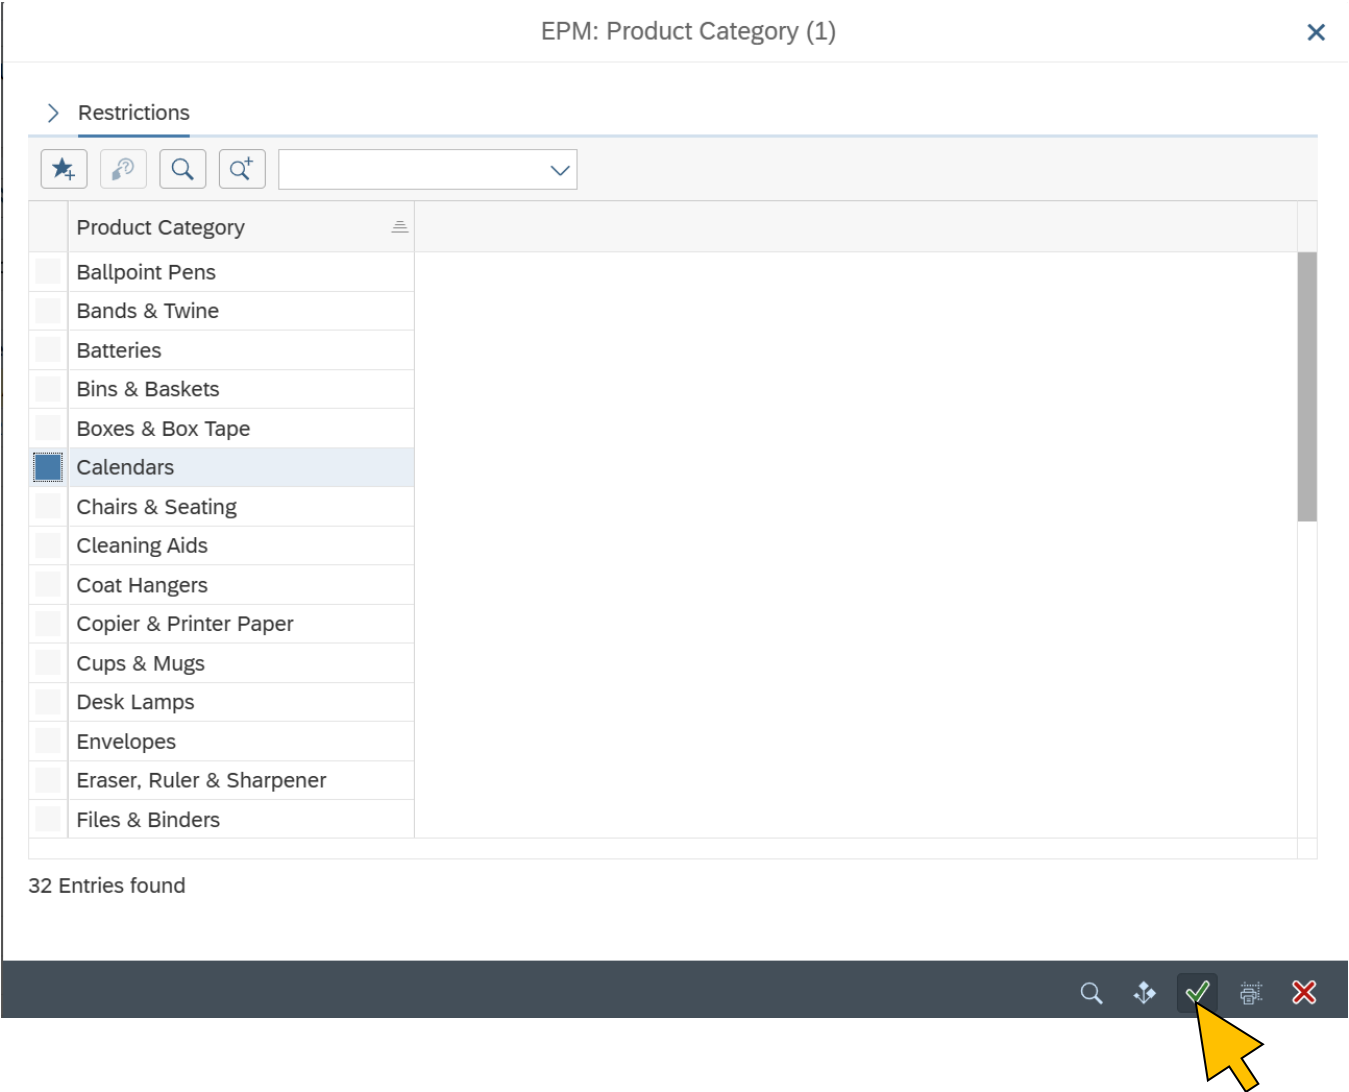 EPM: Product Category (1)
Restrictions
Product Category
Ballpoint Pens
Bands & Twine
Batteries
Bins & Baskets
Boxes & Box Tape
Calendars
Chairs & Seating
Cleaning Aids
Coat Hangers
Copier & Printer Paper
Cups & Mugs
Desk Lamps
Envelopes
Eraser, Ruler & Sharpener
Files & Binders
32 Entries found